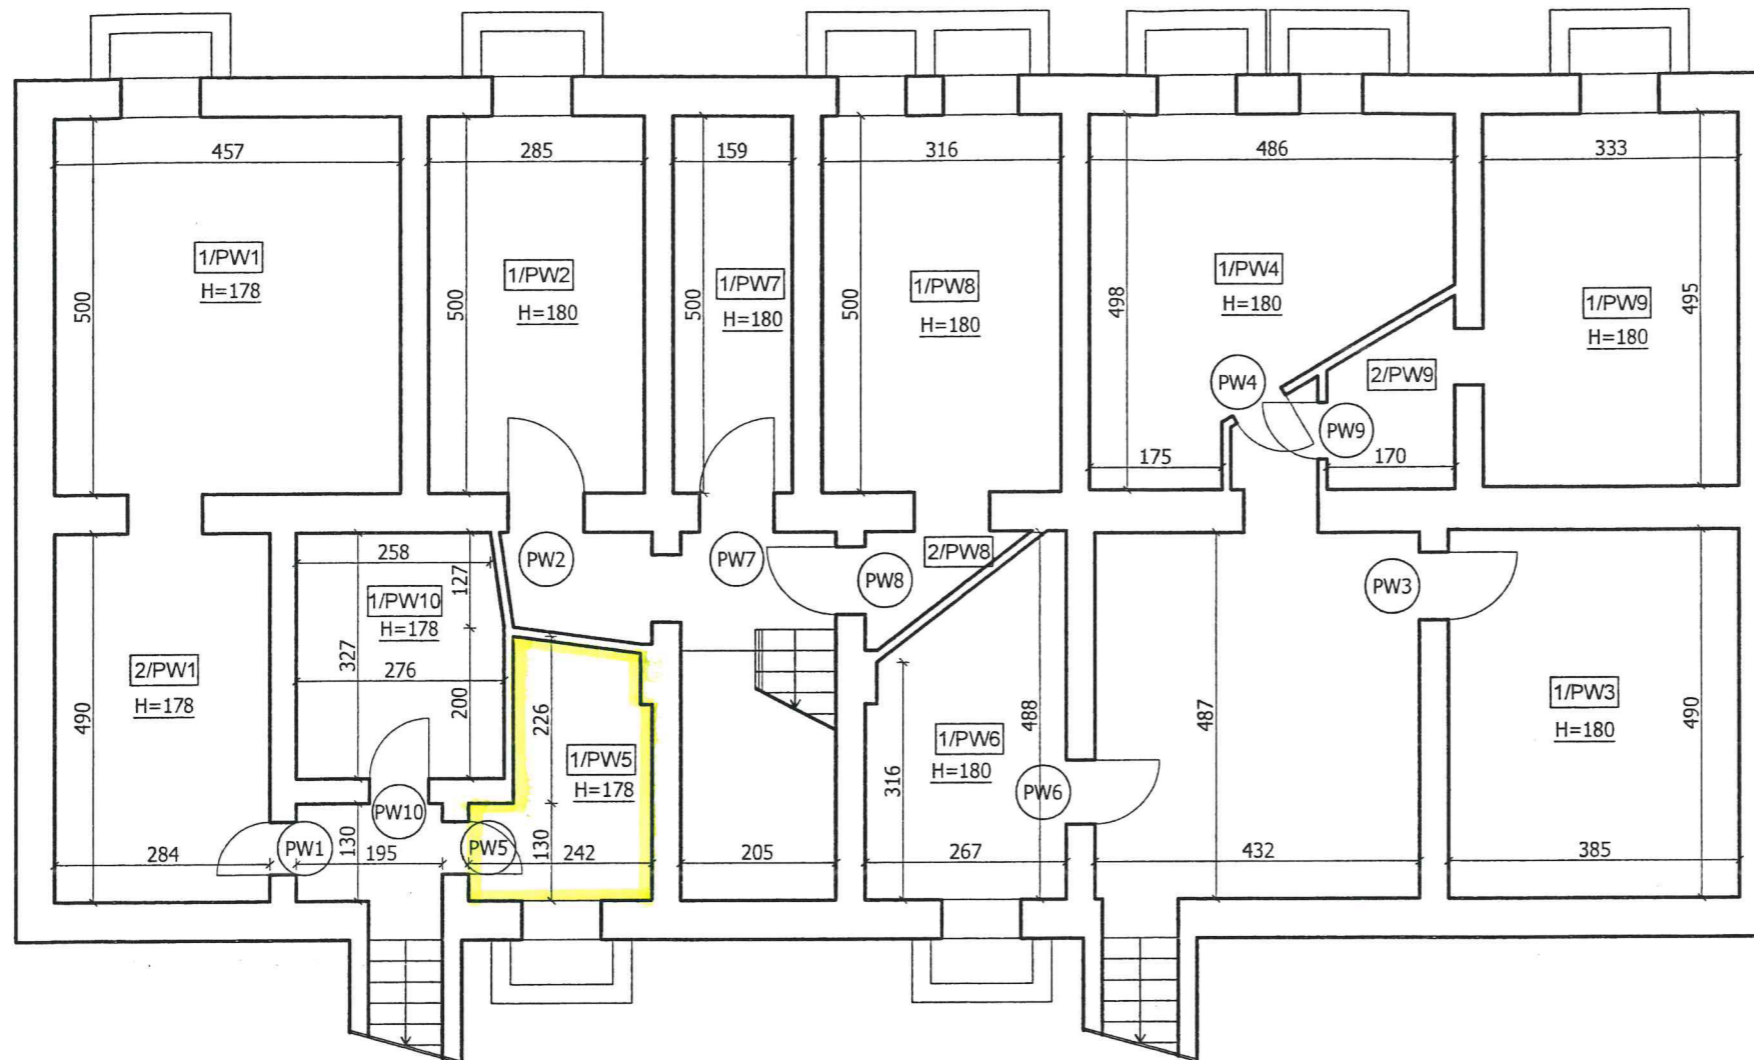 457
285
159
316
486
333
500
500
500
500
498
495
1/PW1
H=178
1/PW2
H=180
1/PW7
H=180
1/PW8
H=180
1/PW4
H=180
1/PW9
H=180
PW4
2/PW9
PW9
175
170
258
127
PW2
PW7
PW8
2/PW8
PW3
1/PW10
H=178
327
276
200
2/PW1
H=178
490
226
1/PW5
H=178
488
1/PW6
H=180
316
PW6
487
1/PW3
H=180
490
PW10
PW1
130
195
PW5
130
242
284
205
267
432
385